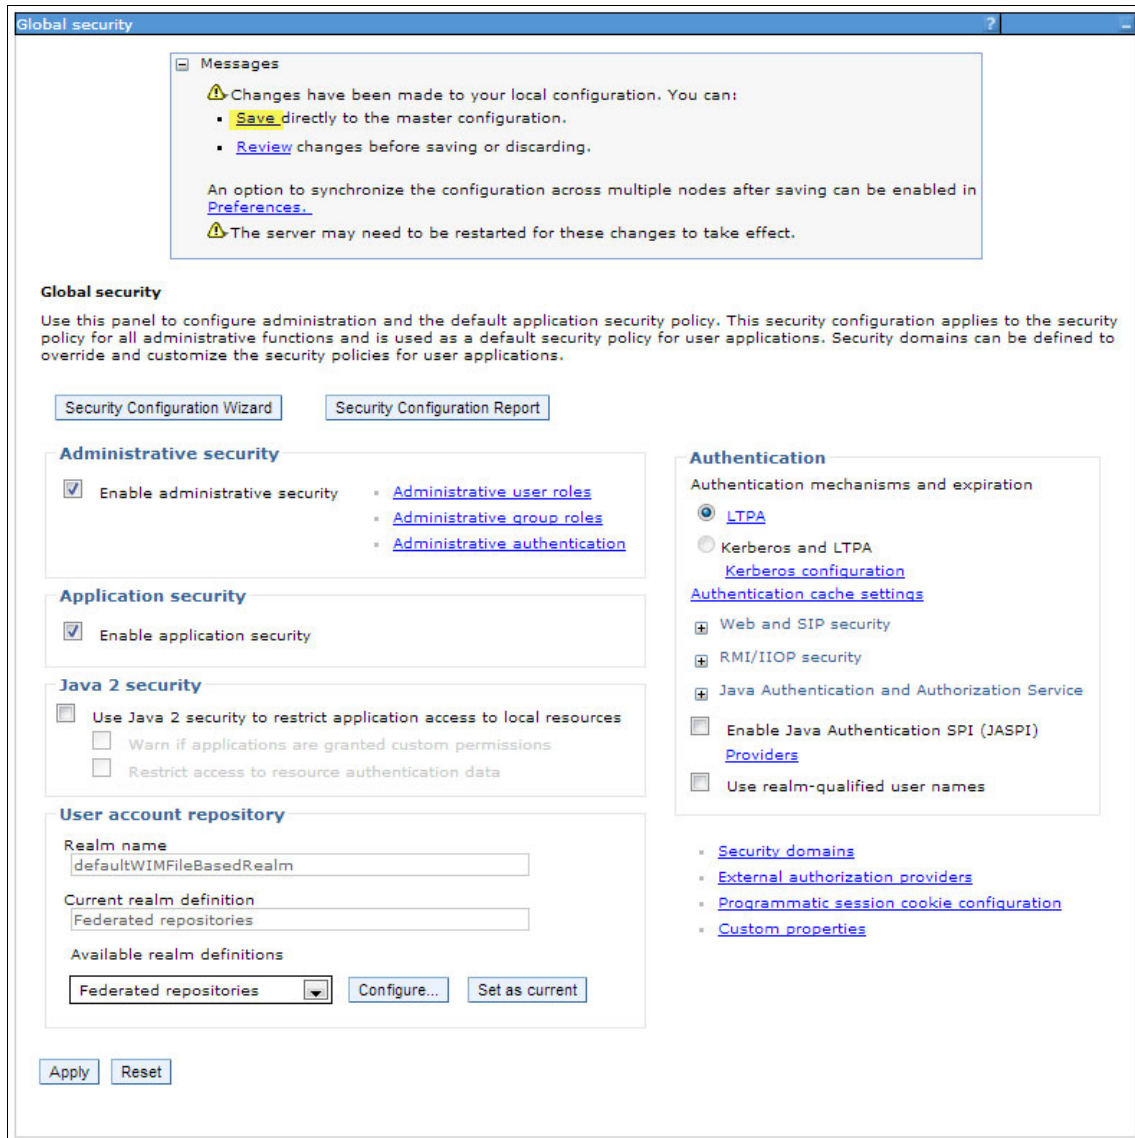 Global security
?
Messages
Changes have been made to your local configuration. You can:
Save directly to the master configuration.
Review changes before saving or discarding.
An option to synchronize the configuration across multiple nodes after saving can be enabled in
Preferences.
The server may need to be restarted for these changes to take effect.
Global security
Use this panel to configure administration and the default application security policy. This security configuration applies to the security
policy for all administrative functions and is used as a default security policy for user applications. Security domains can be defined to
override and customize the security policies for user applications.
Security Configuration Wizard
Security Configuration Report
Administrative security
Enable administrative security
Administrative user roles
Administrative group roles
Administrative authentication
Application security
Enable application security
Java 2 security
Use Java 2 security to restrict application access to local resources
Warn if applications are granted custom permissions
Restrict access to resource authentication data
User account repository
Realm name
defaultWIMFileBasedRealm
Current realm definition
Federated repositories
Available realm definitions
Federated repositories
Configure...
Set as current
Authentication
Authentication mechanisms and expiration
LTPA
Kerberos and LTPA
Kerberos configuration
Authentication cache settings
Web and SIP security
RMI/IIOP security
Java Authentication and Authorization Service
Enable Java Authentication SPI (JASPI)
Providers
Use realm-qualified user names
Security domains
External authorization providers
Programmatic session cookie configuration
Custom properties
Apply
Reset